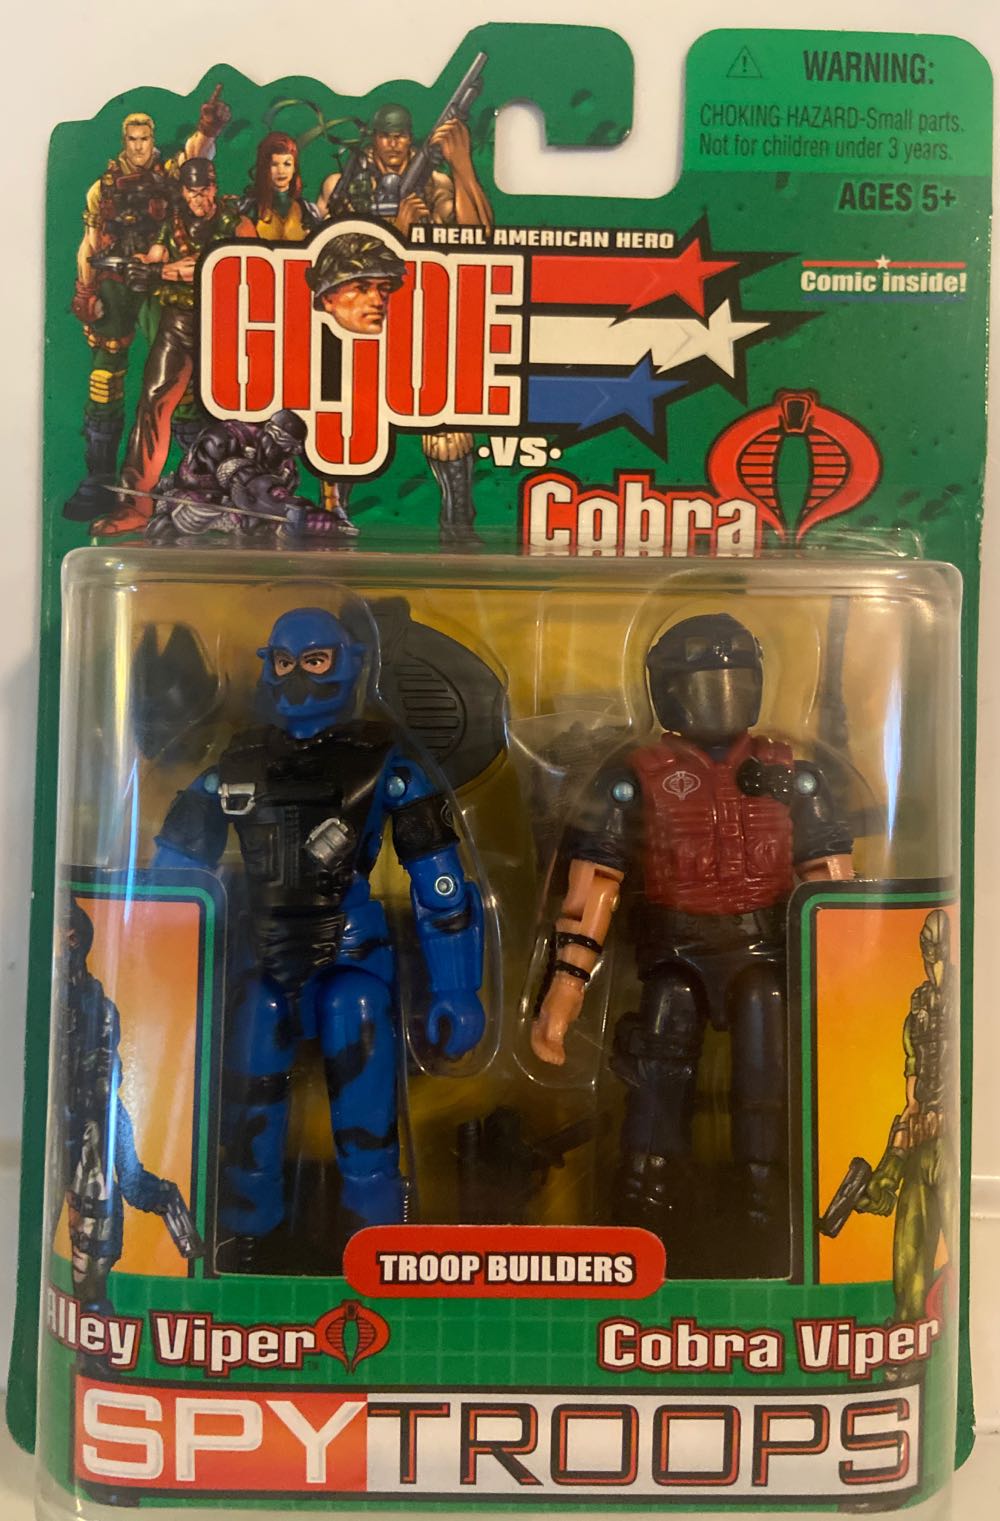 WARNING:
CHOKING HAZARD-Small parts.
Not for children under 3 years.
AGES 5+
A REAL AMERICAN HERO
GI JOE
Comic inside!
•VS•
Cobra
TROOP BUILDERS
Alley Viper™
Cobra Viper
SPYTROOPS